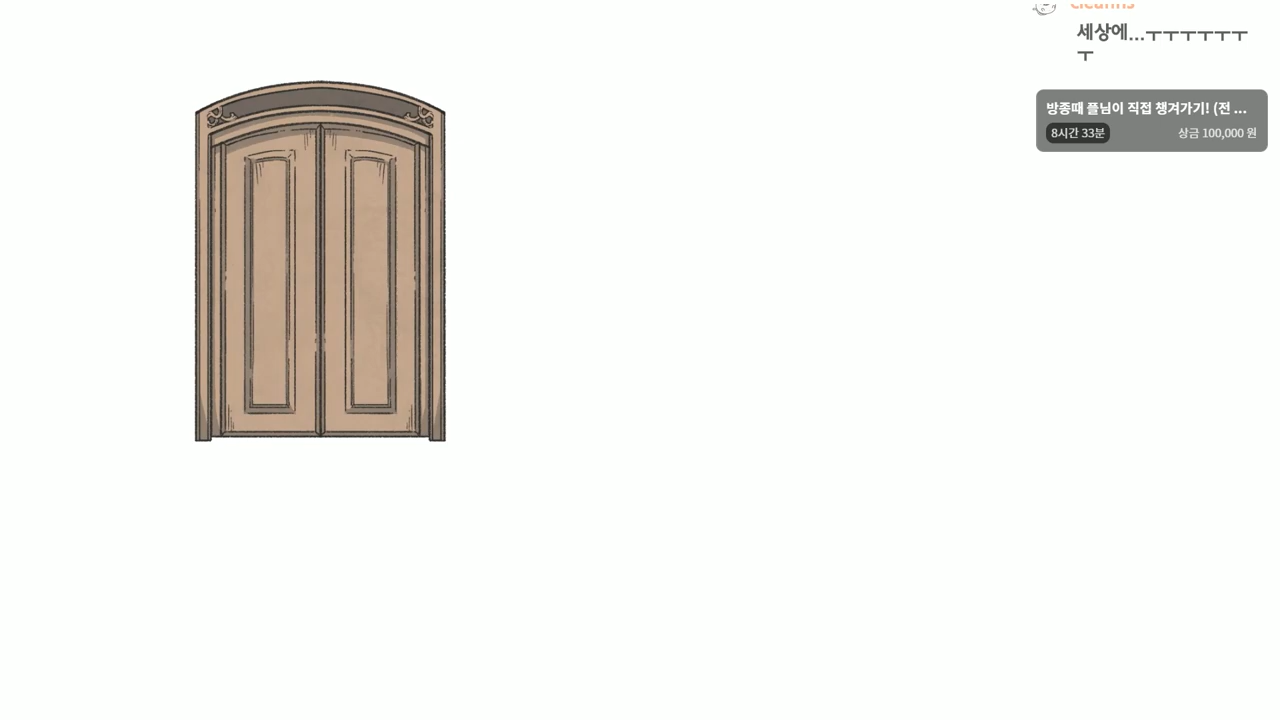 세상에...ㅜㅜㅜㅜㅜㅜ
ㅜ
방종때 플님이 직접 챙겨가기! (전 ...
8시간 33분
상금 100,000 원